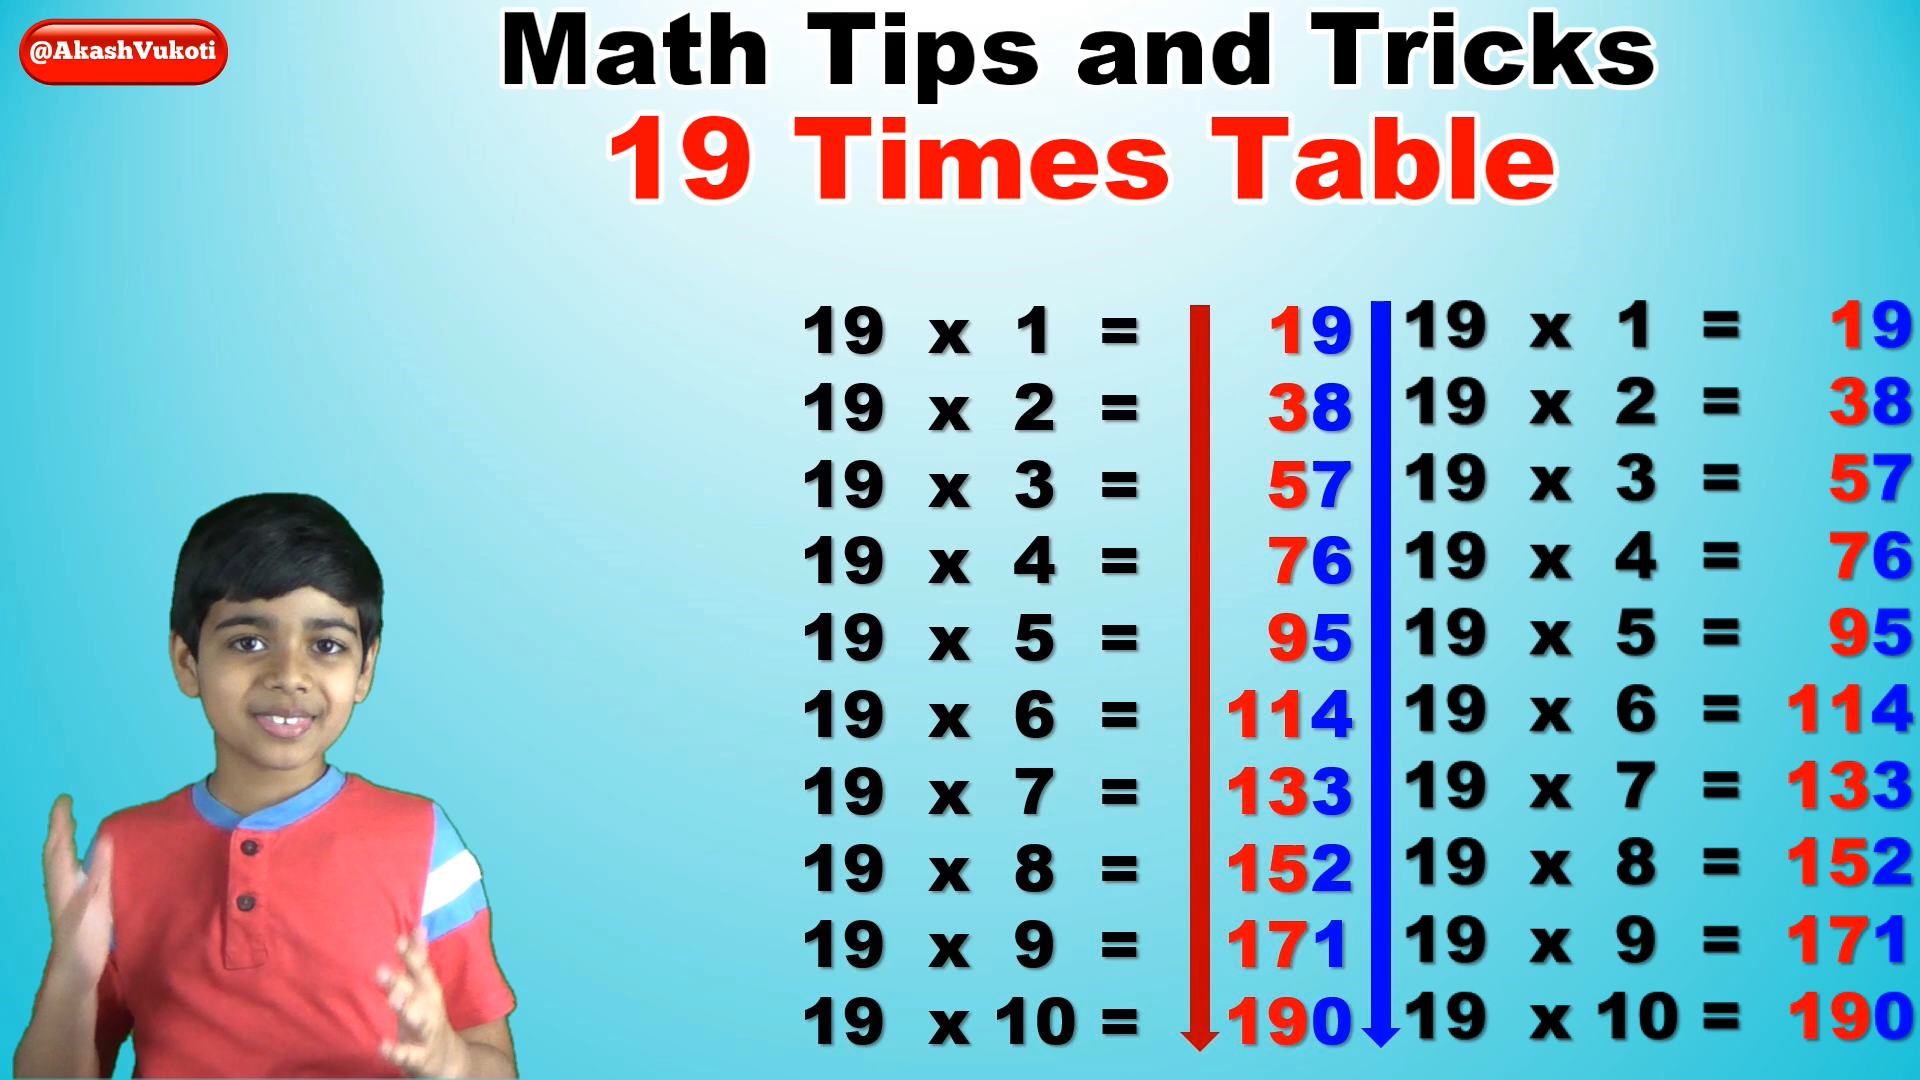 @AkashVukoti
Math Tips and Tricks
19 Times Table
19 x 1 = 19
19 x 2 = 38
19 x 3 = 57
19 x 4 = 76
19 x 5 = 95
19 x 6 = 114
19 x 7 = 133
19 x 8 = 152
19 x 9 = 171
19 x 10 = 190
19 x 1 = 19
19 x 2 = 38
19 x 3 = 57
19 x 4 = 76
19 x 5 = 95
19 x 6 = 114
19 x 7 = 133
19 x 8 = 152
19 x 9 = 171
19 x 10 = 190